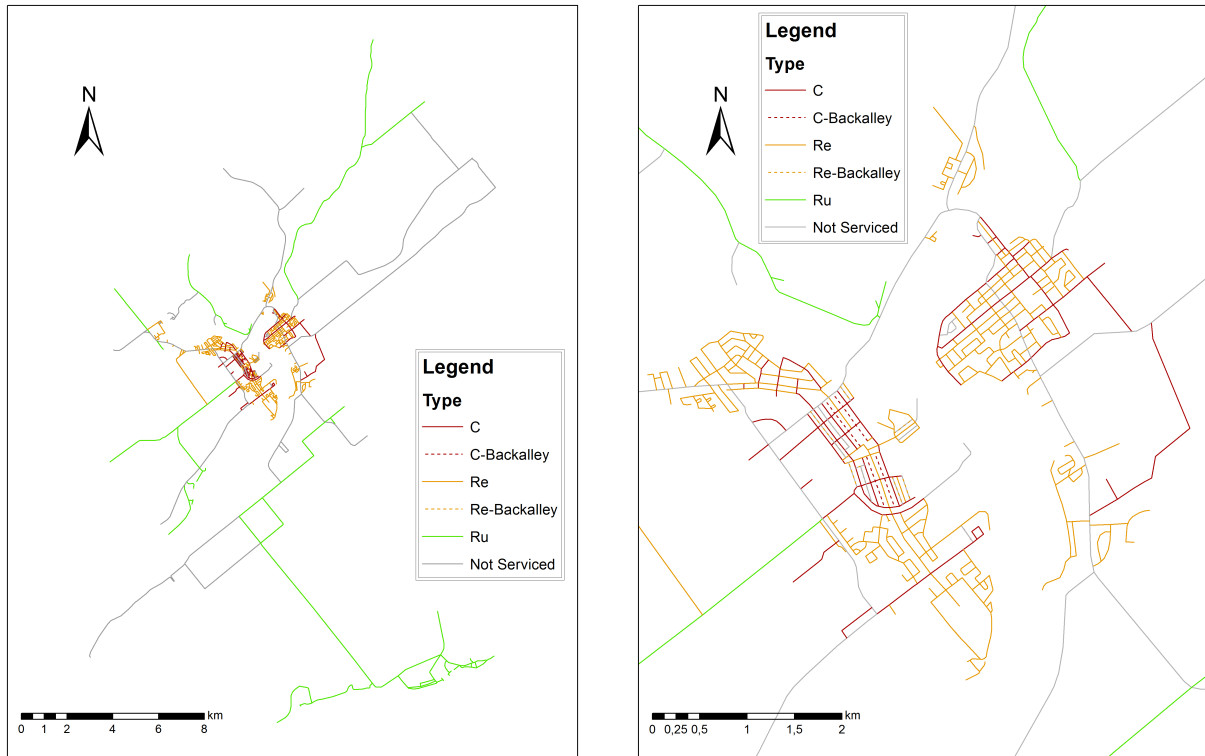 N
Legend
Type
C
C-Backalley
Re
Re-Backalley
Ru
Not Serviced
km
0 1 2 4 6 8
Legend
Type
C
C-Backalley
Re
Re-Backalley
Ru
Not Serviced
N
km
0 0,25 0,5 1 1,5 2